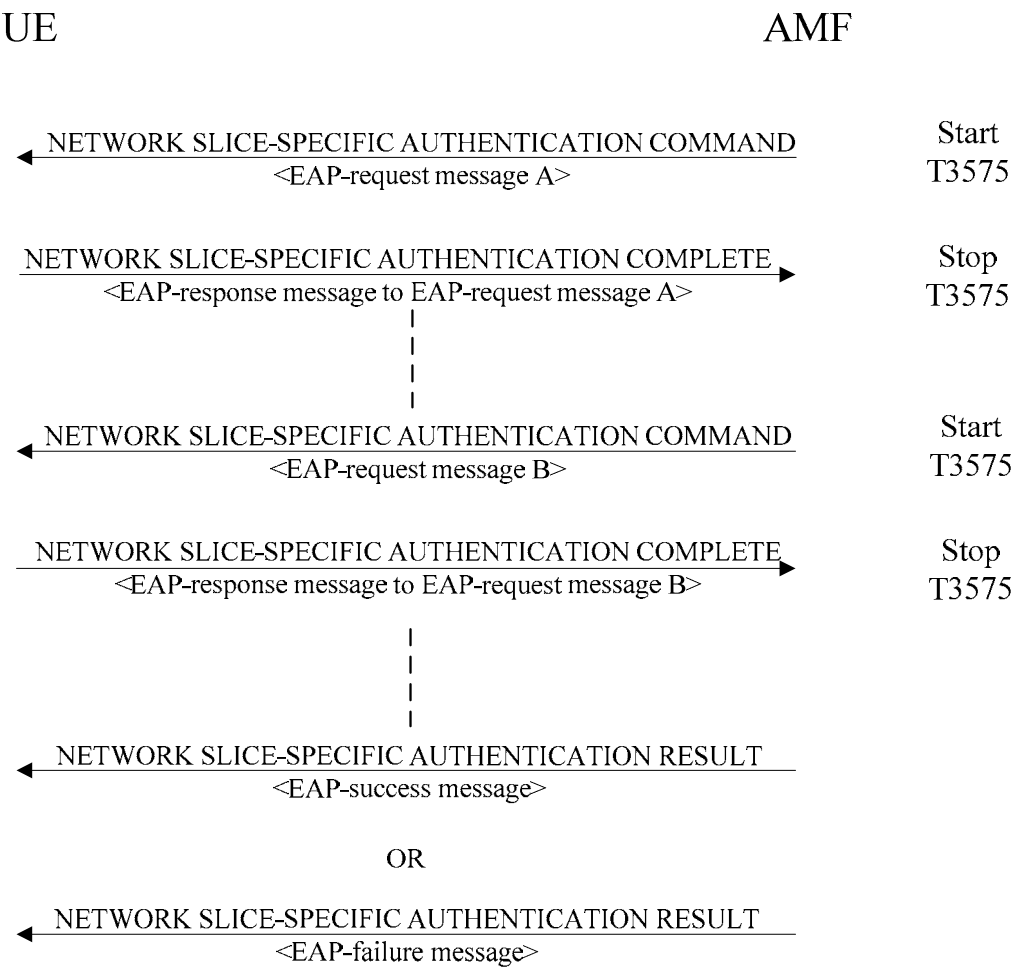 UE AMF
NETWORK SLICE-SPECIFIC AUTHENTICATION COMMAND
<EAP-request message A>
Start
T3575
NETWORK SLICE-SPECIFIC AUTHENTICATION COMPLETE
<EAP-response message to EAP-request message A>
Stop
T3575
NETWORK SLICE-SPECIFIC AUTHENTICATION COMMAND
<EAP-request message B>
Start
T3575
NETWORK SLICE-SPECIFIC AUTHENTICATION COMPLETE
<EAP-response message to EAP-request message B>
Stop
T3575
NETWORK SLICE-SPECIFIC AUTHENTICATION RESULT
<EAP-success message>
OR
NETWORK SLICE-SPECIFIC AUTHENTICATION RESULT
<EAP-failure message>